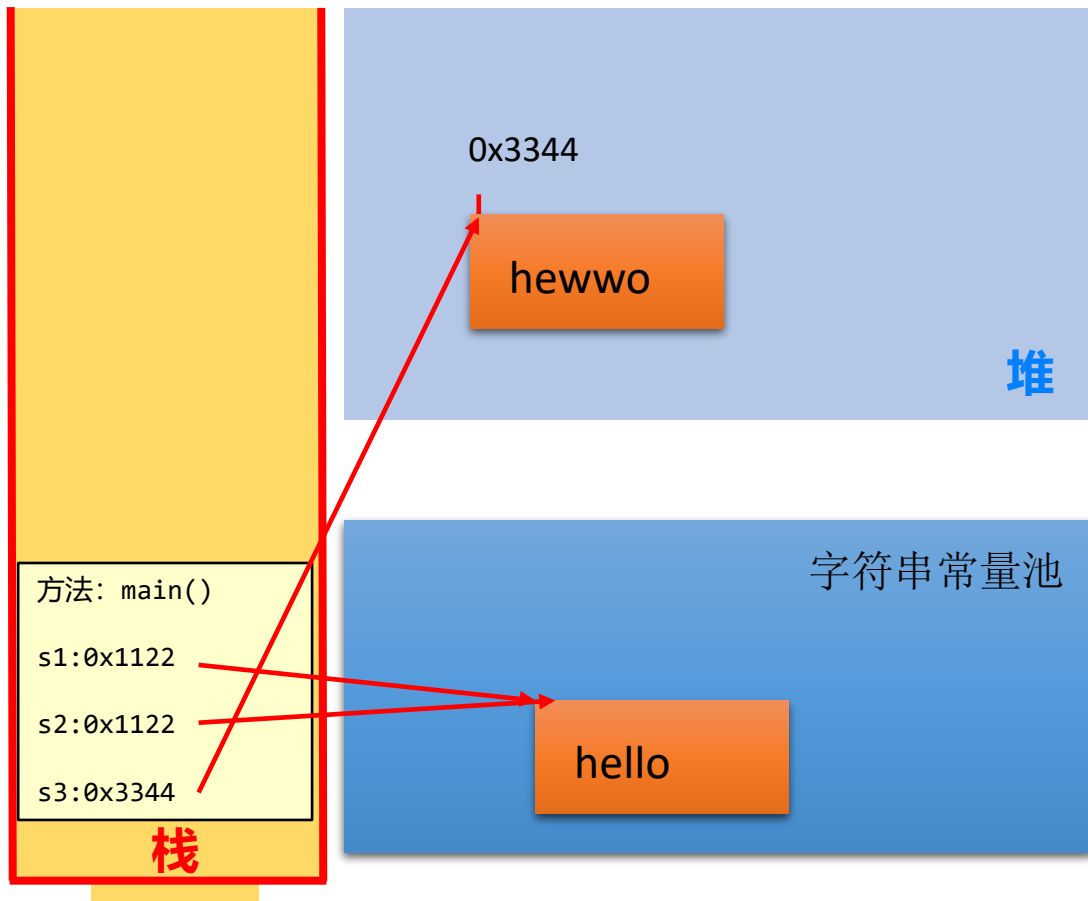 0x3344
hewwo
堆
字符串常量池
hello
方法：main()
s1:0x1122
s2:0x1122
s3:0x3344
栈